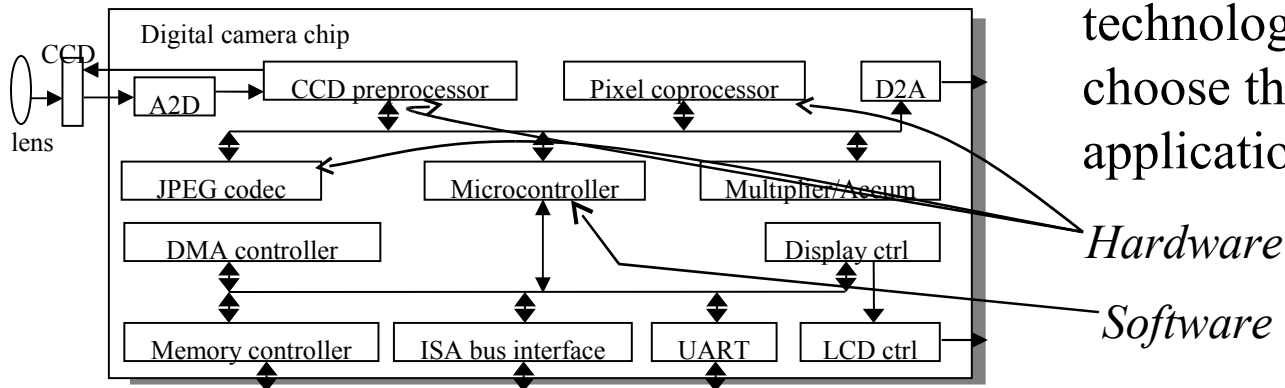 Digital camera chip
CCD
lens
A2D
CCD preprocessor
Pixel coprocessor
D2A
JPEG codec
Microcontroller
Multiplier/Accum
DMA controller
Display ctrl
Memory controller
ISA bus interface
UART
LCD ctrl
technolog
choose th
applicatio
Hardware
Software